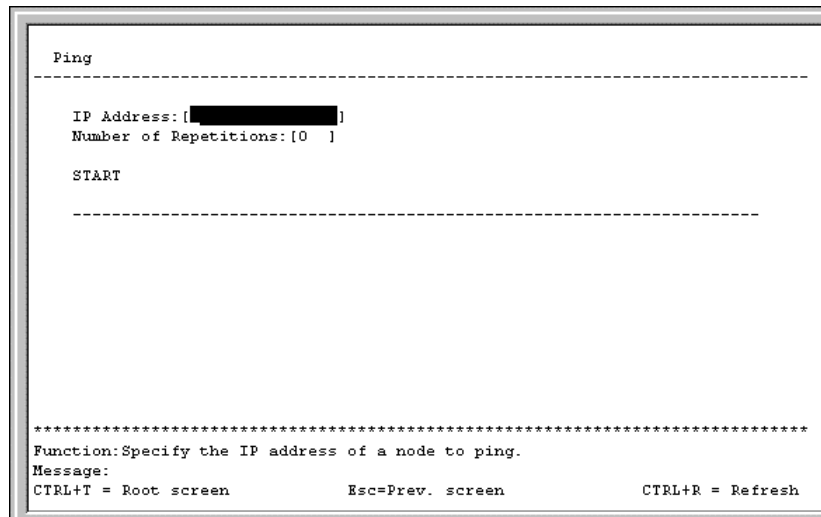 Ping
--------------------------------------------------------------------------------
IP Address:[               ]
Number of Repetitions:[0  ]
START
----------------------------------------------------------------------
********************************************************************************
Function:Specify the IP address of a node to ping.
Message:
CTRL+T = Root screen            Esc=Prev. screen              CTRL+R = Refresh